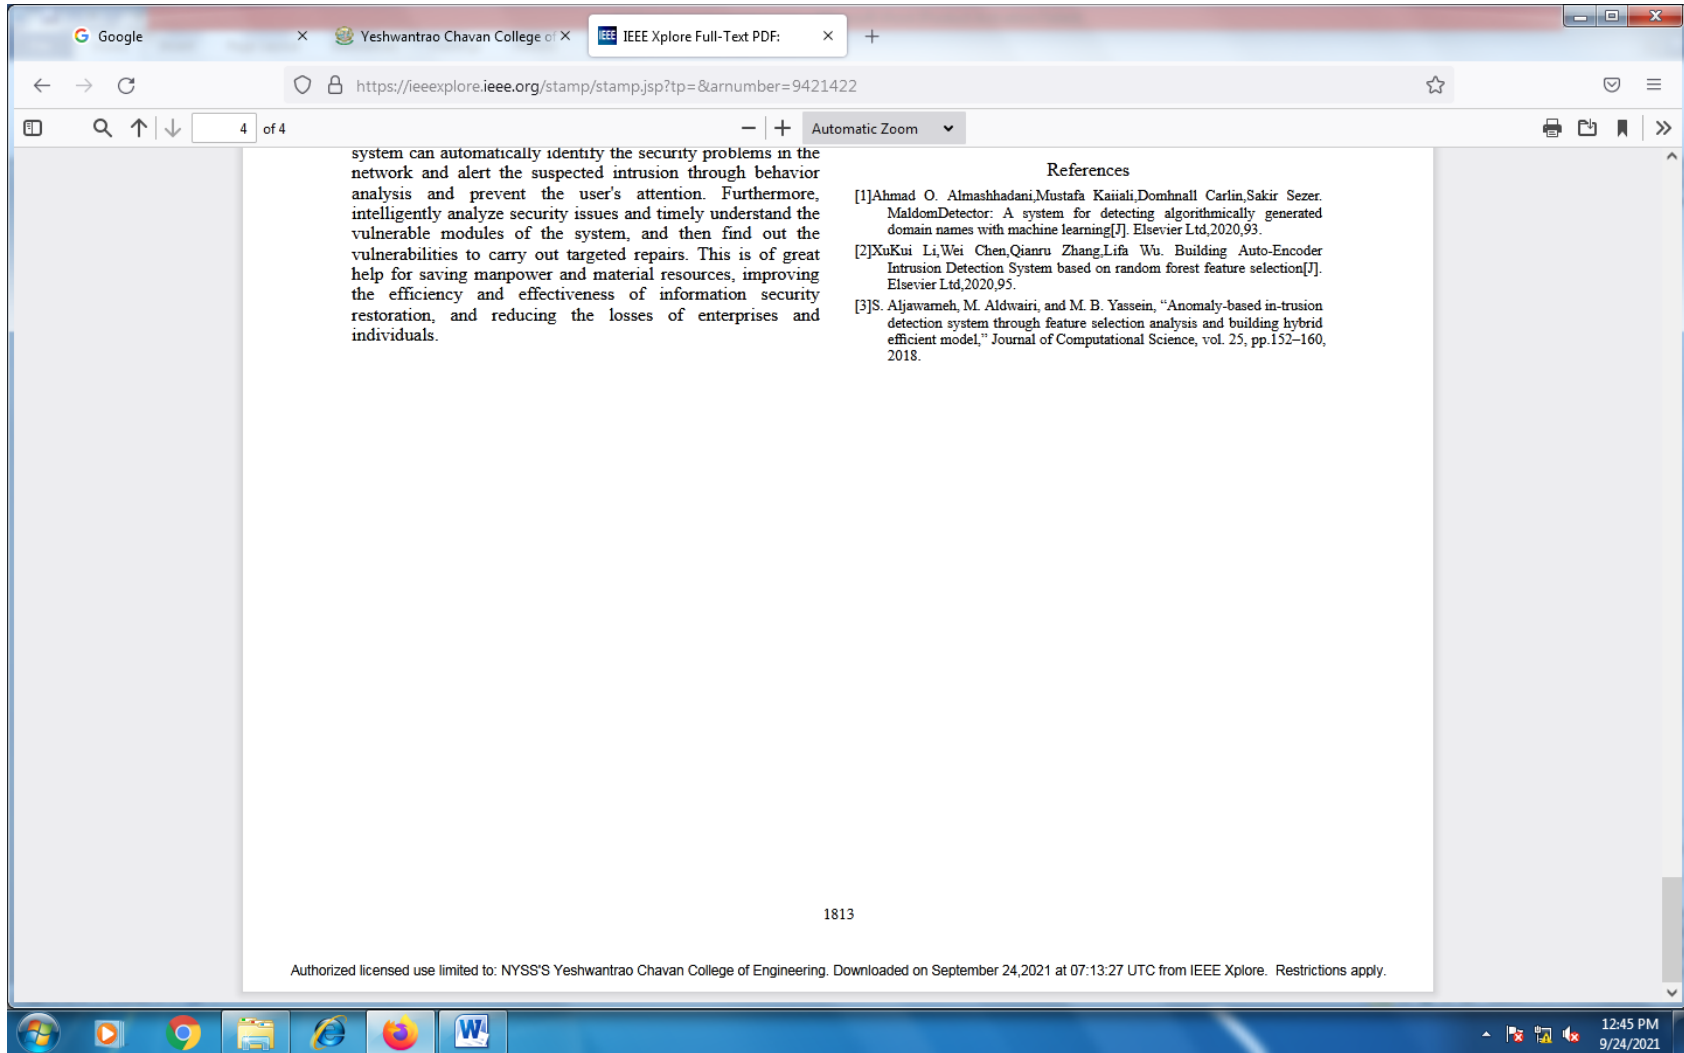 Google
Yeshwantrao Chavan College of
IEEE
IEEE Xplore Full-Text PDF:
https://ieeexplore.ieee.org/stamp/stamp.jsp?tp=&arnumber=9421422
4 of 4
Automatic Zoom
system can automatically identify the security problems in the
network and alert the suspected intrusion through behavior
analysis and prevent the user's attention. Furthermore,
intelligently analyze security issues and timely understand the
vulnerable modules of the system, and then find out the
vulnerabilities to carry out targeted repairs. This is of great
help for saving manpower and material resources, improving
the efficiency and effectiveness of information security
restoration, and reducing the losses of enterprises and
individuals.
References
[1]Ahmad O. Almashhadani,Mustafa Kaiiali,Domhnall Carlin,Sakir Sezer.
MaldomDetector: A system for detecting algorithmically generated
domain names with machine learning[J]. Elsevier Ltd,2020,93.
[2]XuKui Li,Wei Chen,Qianru Zhang,Lifa Wu. Building Auto-Encoder
Intrusion Detection System based on random forest feature selection[J].
Elsevier Ltd,2020,95.
[3]S. Aljawarneh, M. Aldwairi, and M. B. Yassein, “Anomaly-based in-trusion
detection system through feature selection analysis and building hybrid
efficient model,” Journal of Computational Science, vol. 25, pp.152–160,
2018.
1813
Authorized licensed use limited to: NYSS'S Yeshwantrao Chavan College of Engineering. Downloaded on September 24,2021 at 07:13:27 UTC from IEEE Xplore. Restrictions apply.
12:45 PM
9/24/2021